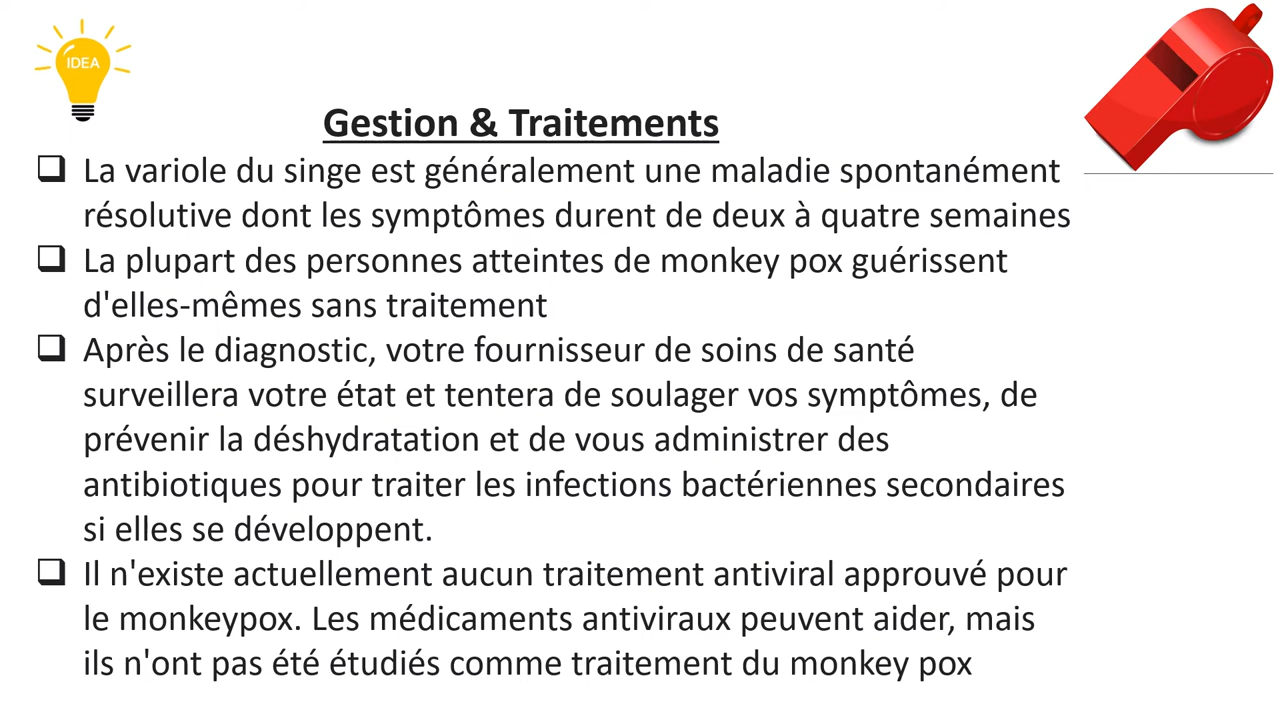 IDEA
Gestion & Traitements
❑ La variole du singe est généralement une maladie spontanément
résolutive dont les symptômes durent de deux à quatre semaines
❑ La plupart des personnes atteintes de monkey pox guérissent
d'elles-mêmes sans traitement
❑ Après le diagnostic, votre fournisseur de soins de santé
surveillera votre état et tentera de soulager vos symptômes, de
prévenir la déshydratation et de vous administrer des
antibiotiques pour traiter les infections bactériennes secondaires
si elles se développent.
❑ Il n'existe actuellement aucun traitement antiviral approuvé pour
le monkeypox. Les médicaments antiviraux peuvent aider, mais
ils n'ont pas été étudiés comme traitement du monkey pox